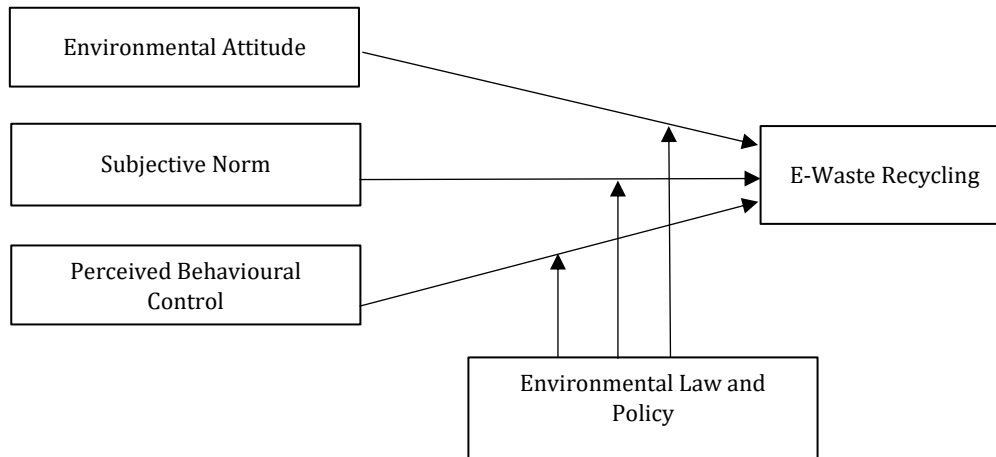 Environmental Attitude
Subjective Norm
E-Waste Recycling
Perceived Behavioural
Control
Environmental Law and
Policy